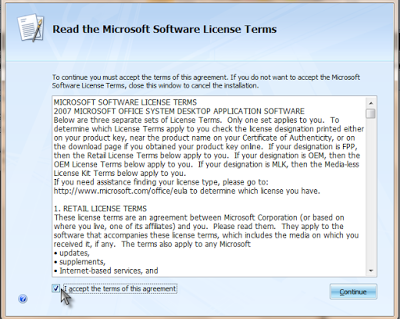 Read the Microsoft Software License Terms
To continue you must accept the terms of this agreement. If you do not want to accept the Microsoft
Software License Terms, close this window to cancel the installation.
MICROSOFT SOFTWARE LICENSE TERMS
2007 MICROSOFT OFFICE SYSTEM DESKTOP APPLICATION SOFTWARE
Below are three separate sets of License Terms.  Only one set applies to you.  To
determine which License Terms apply to you check the license designation printed either
on your product key, near the product name on your Certificate of Authenticity, or on
the download page if you obtained your product key online.  If your designation is FPP,
then the Retail License Terms below apply to you.  If your designation is OEM, then the
OEM License Terms below apply to you.  If your designation is MLK, then the Media-less
License Kit Terms below apply to you.
If you need assistance finding your license type, please go to:
http://www.microsoft.com/office/eula to determine which license you have.
1. RETAIL LICENSE TERMS
These license terms are an agreement between Microsoft Corporation (or based on
where you live, one of its affiliates) and you.  Please read them.  They apply to the
software that accompanies these license terms, which includes the media on which you
received it, if any.  The terms also apply to any Microsoft
• updates,
• supplements,
• Internet-based services, and
I accept the terms of this agreement
Continue